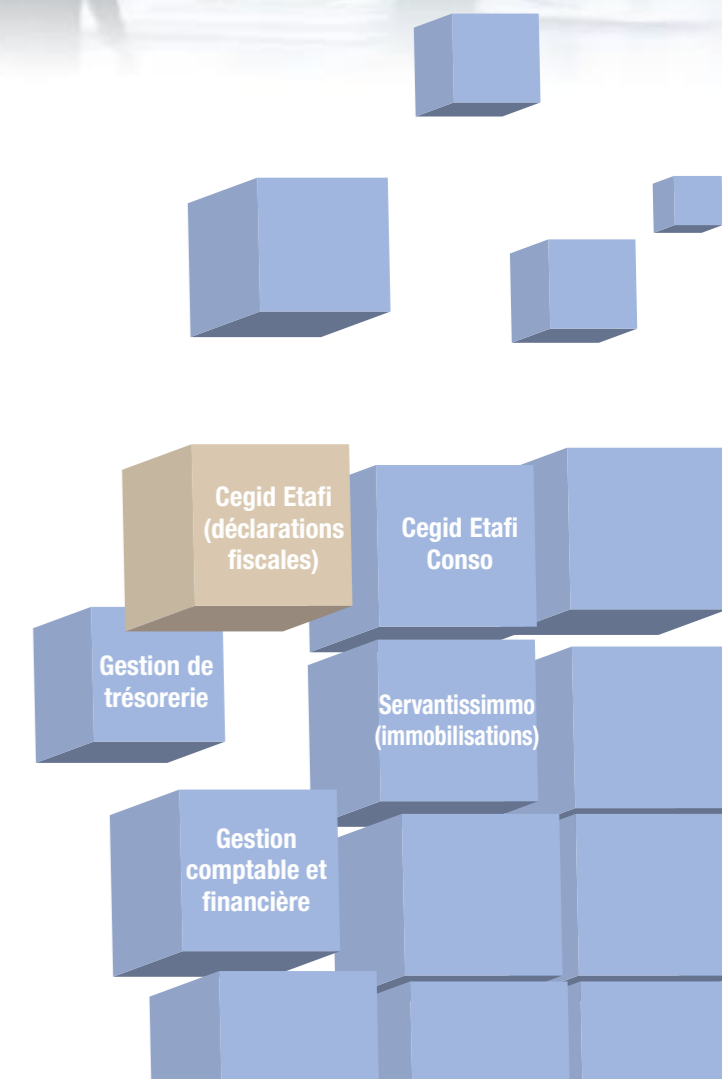 Cegid Etafi
(déclarations
fiscales)
Cegid Etafi
Conso
Gestion de
trésorerie
Servantissimmo
(immobilisations)
Gestion
comptable et
financière